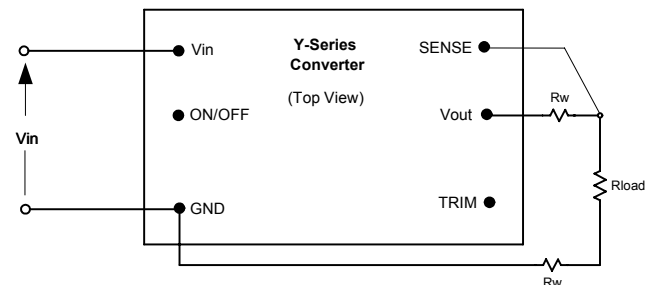 Y-Series
Converter
(Top View)
Vin
SENSE
ON/OFF
Vout
Rw
Vin
Rload
GND
TRIM
Rw